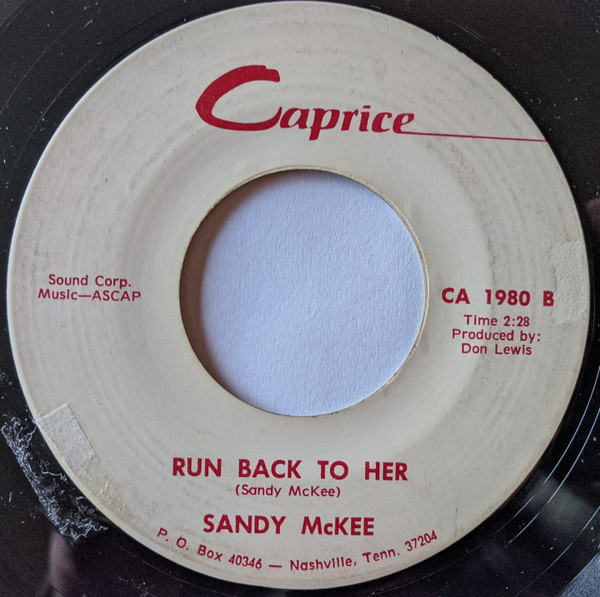 Caprice
Sound Corp.
Music—ASCAP
CA 1980 B
Time 2:28
Produced by:
Don Lewis
RUN BACK TO HER
(Sandy McKee)
SANDY McKEE
P. O. Box 40346 — Nashville, Tenn. 37204